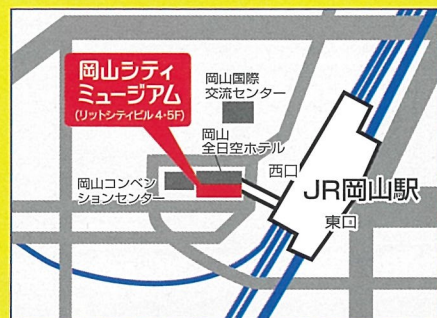 岡山シティ
ミュージアム
(リットシティビル4・5F)
岡山国際
交流センター
岡山
全日空ホテル
岡山コンベン
ションセンター
西口
JR岡山駅
東口